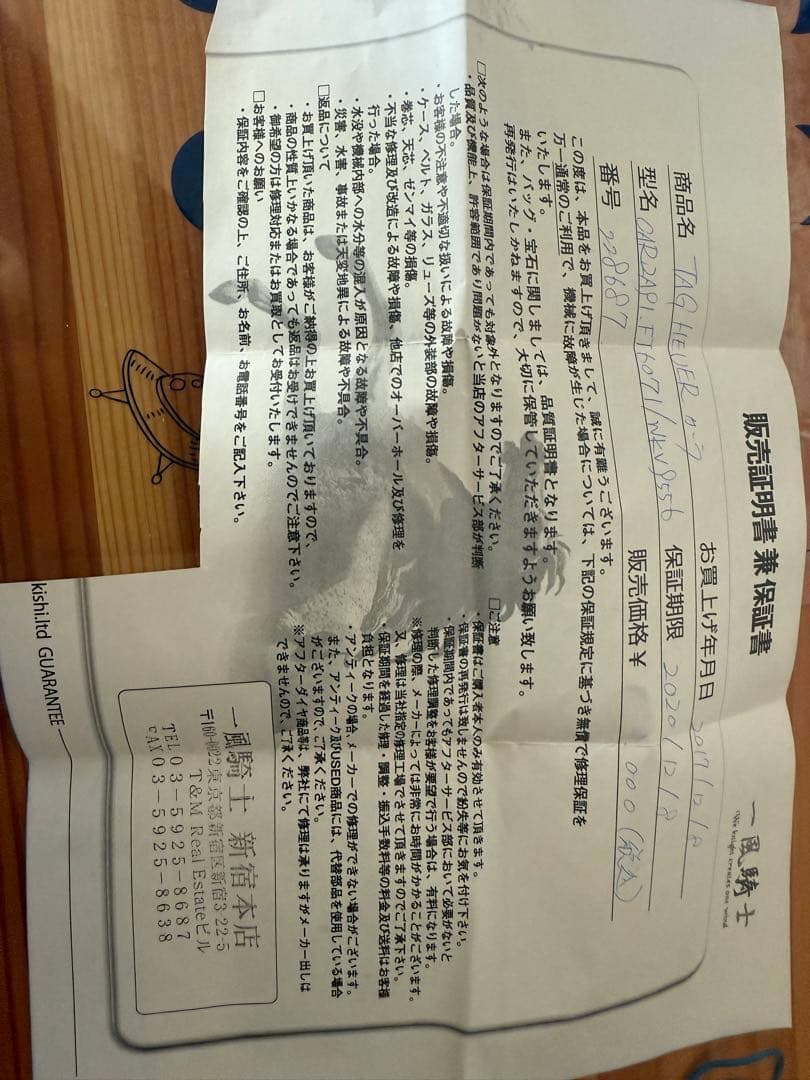 販売証明書 兼 保証書
一風騎士
We knight creates one wind
商品名 TAG HEUER カレラ
お買上げ年月日 2017/12/18
型名 CAR2AP1.FT6071/WKV8556
保証期限 2020/12/18
番号 228687
販売価格 ¥ 000(税込)
この度は、本品をお買上げ頂きまして、誠に有難うございます。
万一通常のご利用で、機械に故障が生じた場合については、下記の保証規定に基づき無償で修理保証を
いたします。
また、バッグ・宝石に関しましては、品質証明書となります。
再発行はいたしかねますので、大切に保管していただきますようお願い致します。
□次のような場合は保証期間内であっても対象外となりますのでご了承ください。
・品質及び機能上、許容範囲であり問題がないと当店のアフターサービス部が判断
した場合。
・お客様の不注意や不適切な扱いによる故障や損傷。
・ケース、ベルト、ガラス、リューズ等の外装部の故障や損傷。
・巻芯、天芯、ゼンマイ等の損傷。
・不当な修理及び改造による故障や損傷、他店でのオーバーホール及び修理を
行った場合。
・水没や機械内部への水分等の混入が原因となる故障や不具合。
・災害、水害、事故または天変地異による故障や不具合。
□返品について
・お買上げ頂いた商品は、お客様がご納得の上お買上げ頂いておりますので、
・商品の性質上いかなる場合であっても返品はお受けできませんのでご注意下さい。
・御希望の方は修理対応またはお買取としてお受付いたします。
□お客様へのお願い
・保証内容をご確認の上、ご住所、お名前、お電話番号をご記入下さい。
□ご注意
・保証書はご購入者本人のみ有効させて頂きます。
・保証書の再発行は致しませんので紛失等にお気を付け下さい。
・保証期間内であってもアフターサービス部において必要がないと
判断した修理調整をお客様が要望で行う場合は、有料になります。
※修理の際、メーカーによっては非常にお時間がかかることがございます。
又、修理は当社指定の修理工場でさせて頂きますのでご了承下さい。
・保証期間を経過した修理・調整・振込手数料等の料金及び送料はお客様
負担となります。
・アンティークの場合、メーカーでの修理ができない場合がございます。
また、アンティーク及びUSED商品には、代替部品を使用している場合
がございますので、ご了承ください。
※アフターダイヤ商品等は、弊社にて修理は承りますがメーカー出しは
できませんので、ご了承ください。
一風騎士 新宿本店
〒160-0022 東京都新宿区新宿3-22-5
T&M Real Estateビル
TEL 03-5925-8687
FAX 03-5925-8638
kishi.ltd GUARANTEE